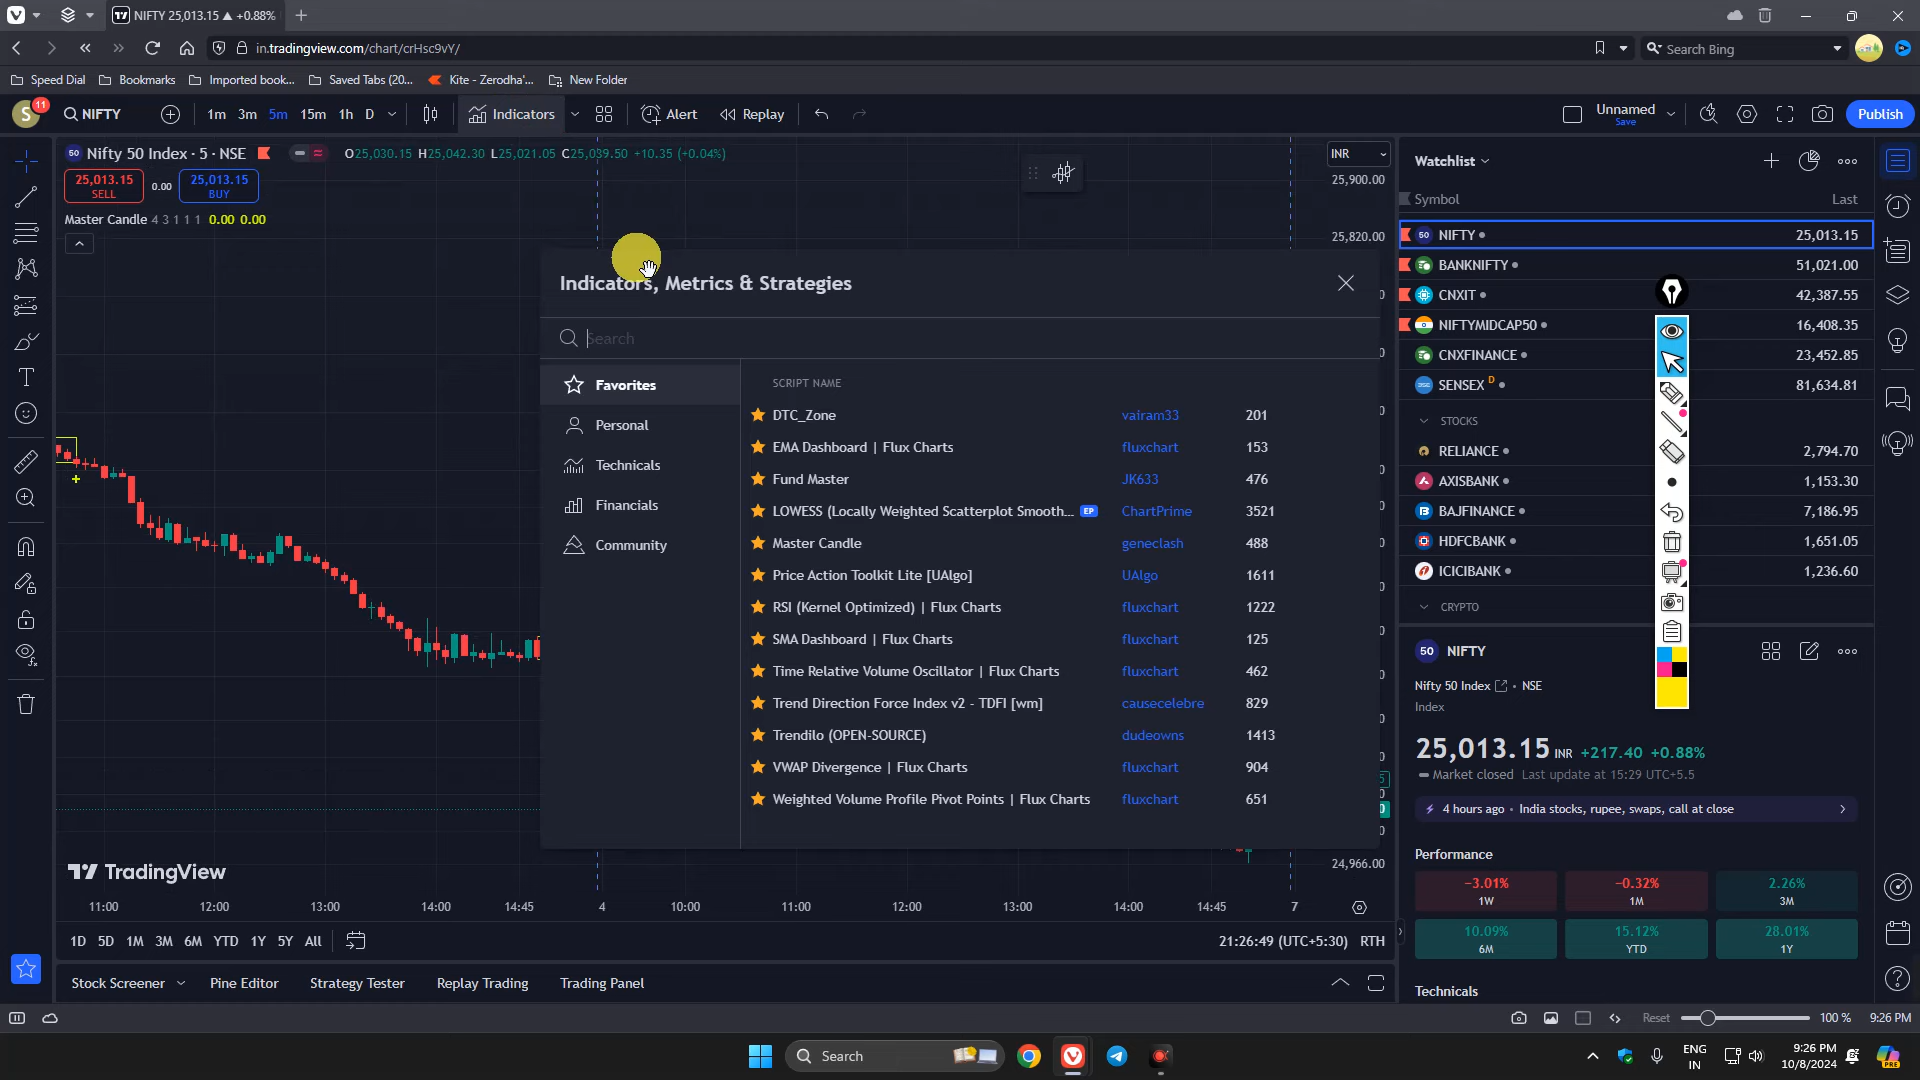 NIFTY 25,013.15 ▲ +0.88%
in.tradingview.com/chart/crHsc9vY/
Search Bing
Speed Dial Bookmarks Imported book... Saved Tabs (20... Kite - Zerodha'... New Folder
S 11 NIFTY 1m 3m 5m 15m 1h D Indicators Alert Replay Unnamed Publish
Save
50 Nifty 50 Index · 5 · NSE O25,030.15 H25,042.30 L25,021.05 C25,039.50 +10.35 (+0.04%) INR
25,013.15 SELL 0.00 25,013.15 BUY
Master Candle 4 3 1 1 1 0.00 0.00
25,900.00
25,820.00
24,966.00
Indicators, Metrics & Strategies
Search
Favorites
Personal
Technicals
Financials
Community
SCRIPT NAME
DTC_Zone vairam33 201
EMA Dashboard | Flux Charts fluxchart 153
Fund Master JK633 476
LOWESS (Locally Weighted Scatterplot Smooth... EP ChartPrime 3521
Master Candle geneclash 488
Price Action Toolkit Lite [UAlgo] UAlgo 1611
RSI (Kernel Optimized) | Flux Charts fluxchart 1222
SMA Dashboard | Flux Charts fluxchart 125
Time Relative Volume Oscillator | Flux Charts fluxchart 462
Trend Direction Force Index v2 - TDFI [wm] causecelebre 829
Trendilo (OPEN-SOURCE) dudeowns 1413
VWAP Divergence | Flux Charts fluxchart 904
Weighted Volume Profile Pivot Points | Flux Charts fluxchart 651
TradingView
11:00 12:00 13:00 14:00 14:45 4 10:00 11:00 12:00 13:00 14:00 14:45 7
1D 5D 1M 3M 6M YTD 1Y 5Y All 21:26:49 (UTC+5:30) RTH
Stock Screener Pine Editor Strategy Tester Replay Trading Trading Panel
Watchlist
Symbol Last
50 NIFTY 25,013.15
BANKNIFTY 51,021.00
CNXIT 42,387.55
NIFTYMIDCAP50 16,408.35
CNXFINANCE 23,452.85
SENSEX D 81,634.81
STOCKS
RELIANCE 2,794.70
AXISBANK 1,153.30
BAJFINANCE 7,186.95
HDFCBANK 1,651.05
ICICIBANK 1,236.60
CRYPTO
50 NIFTY
Nifty 50 Index · NSE
Index
25,013.15 INR +217.40 +0.88%
Market closed Last update at 15:29 UTC+5.5
4 hours ago · India stocks, rupee, swaps, call at close
Performance
−3.01% −0.32% 2.26%
1W 1M 3M
10.09% 15.12% 28.01%
6M YTD 1Y
Technicals
Reset 100 % 9:26 PM
Search
ENG
IN
9:26 PM
10/8/2024
PRE